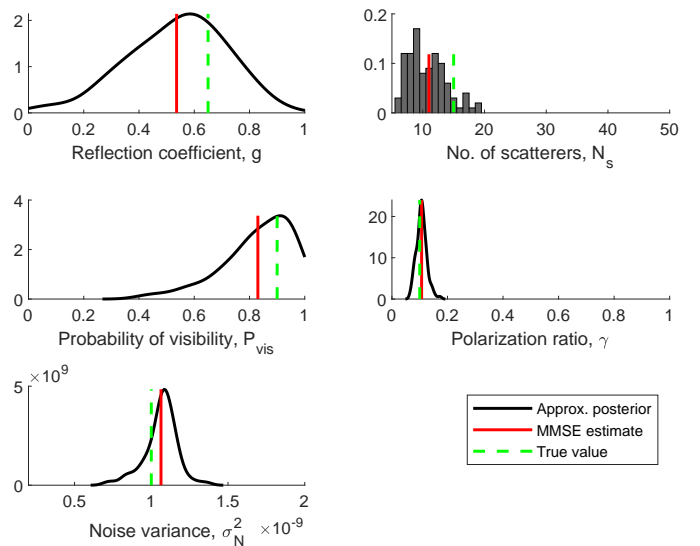 2
1
0
0 0.2 0.4 0.6 0.8 1
Reflection coefficient, g
0.2
0.1
0
10 20 30 40 50
No. of scatterers, N_s
4
2
0
0 0.2 0.4 0.6 0.8 1
Probability of visibility, P_vis
20
10
0
0 0.2 0.4 0.6 0.8 1
Polarization ratio, γ
×10^9
5
0
0.5 1 1.5 2
Noise variance, σ_N^2 ×10^-9
Approx. posterior
MMSE estimate
True value